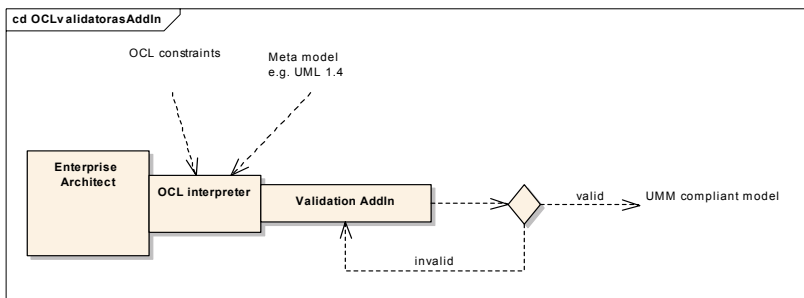 cd OCLvalidatorasAddIn
OCL constraints
Meta model
e.g. UML 1.4
Enterprise
Architect
OCL interpreter
Validation AddIn
valid
UMM compliant model
invalid